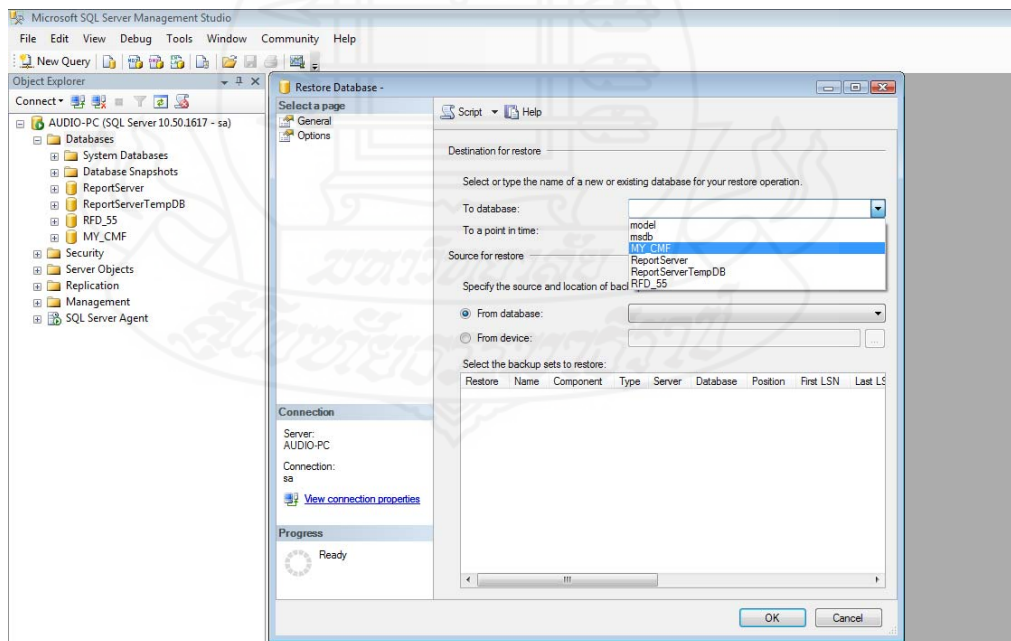 Microsoft SQL Server Management Studio
File Edit View Debug Tools Window Community Help
New Query
Object Explorer
Connect
AUDIO-PC (SQL Server 10.50.1617 - sa)
Databases
System Databases
Database Snapshots
ReportServer
ReportServerTempDB
RFD_55
MY_CMF
Security
Server Objects
Replication
Management
SQL Server Agent
Restore Database -
Select a page
General
Options
Script Help
Destination for restore
Select or type the name of a new or existing database for your restore operation.
To database:
To a point in time:
model
msdb
MY_CMF
ReportServer
ReportServerTempDB
RFD_55
Source for restore
Specify the source and location of
From database:
From device:
...
Select the backup sets to restore:
Restore Name Component Type Server Database Position First LSN Last
Connection
Server:
AUDIO-PC
Connection:
sa
View connection properties
Progress
Ready
OK Cancel